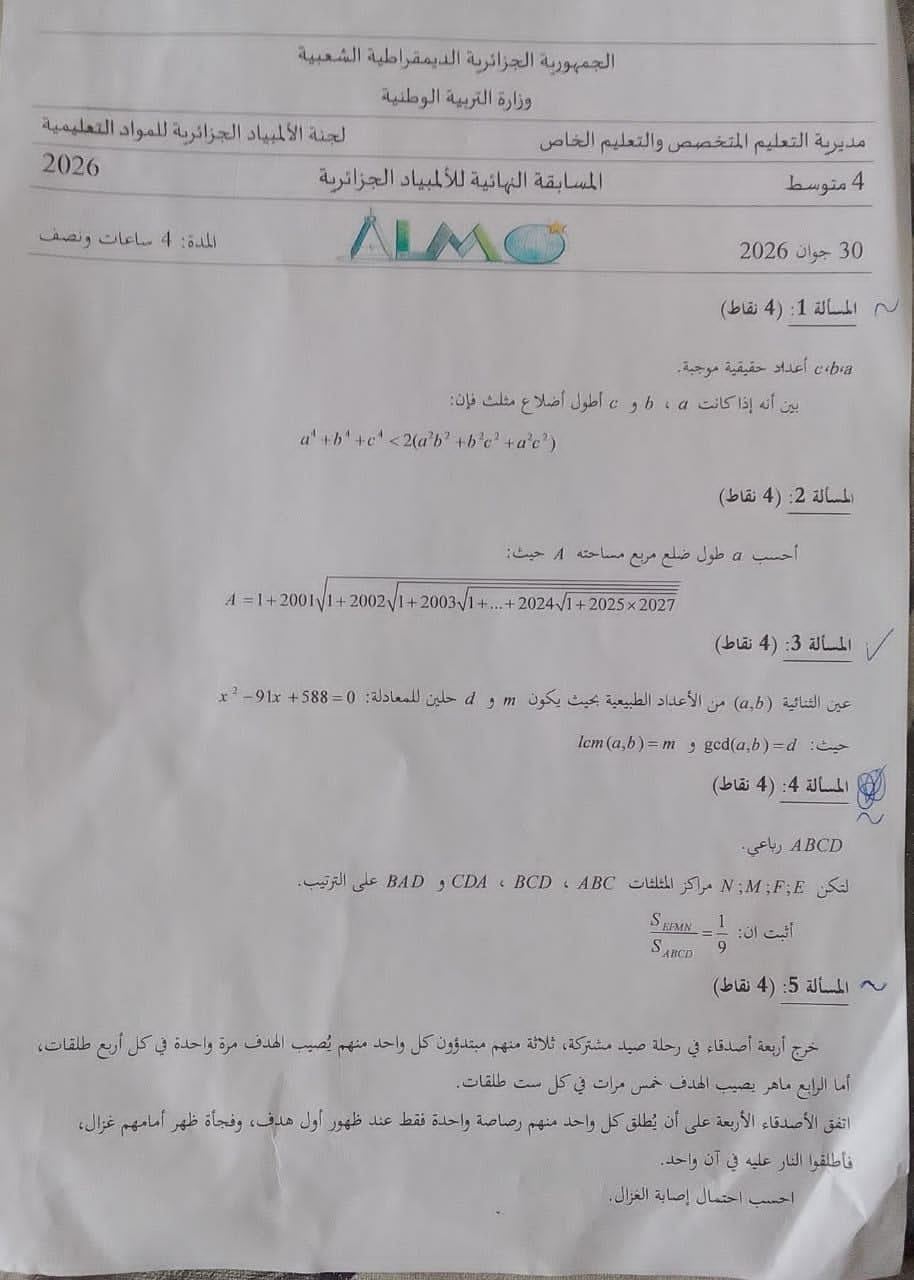 الجمهورية الجزائرية الديمقراطية الشعبية
وزارة التربية الوطنية
مديرية التعليم المتخصص والتعليم الخاص لجنة الألمبياد الجزائرية للمواد التعليمية
4 متوسط المسابقة النهائية للألمبياد الجزائرية 2026
30 جوان 2026 ALMO المدة: 4 ساعات ونصف
المسألة 1: (4 نقاط)
c،b،a أعداد حقيقية موجبة.
بين أنه إذا كانت a ، b و c أطول أضلاع مثلث فإن:
a⁴ +b⁴ +c⁴ <2(a²b² +b²c² +a²c²)
المسألة 2: (4 نقاط)
أحسب a طول ضلع مربع مساحته A حيث:
A =1+2001√(1+2002√(1+2003√(1+...+2024√(1+2025×2027))))
المسألة 3: (4 نقاط)
عين الثنائية (a,b) من الأعداد الطبيعية بحيث يكون m و d حلين للمعادلة: x² −91x +588=0
حيث: gcd(a,b)=d و lcm(a,b)=m
المسألة 4: (4 نقاط)
ABCD رباعي.
لتكن N;M;F;E مراكز المثلثات ABC ، BCD ، CDA و BAD على الترتيب.
أثبت ان: S_EFMN / S_ABCD = 1/9
المسألة 5: (4 نقاط)
خرج أربعة أصدقاء في رحلة صيد مشتركة، ثلاثة منهم مبتدؤون كل واحد منهم يُصيب الهدف مرة واحدة في كل أربع طلقات،
أما الرابع ماهر يصيب الهدف خمس مرات في كل ست طلقات.
اتفق الأصدقاء الأربعة على أن يُطلق كل واحد منهم رصاصة واحدة فقط عند ظهور أول هدف، وفجأة ظهر أمامهم غزال،
فأطلقوا النار عليه في آن واحد.
احسب احتمال إصابة الغزال.